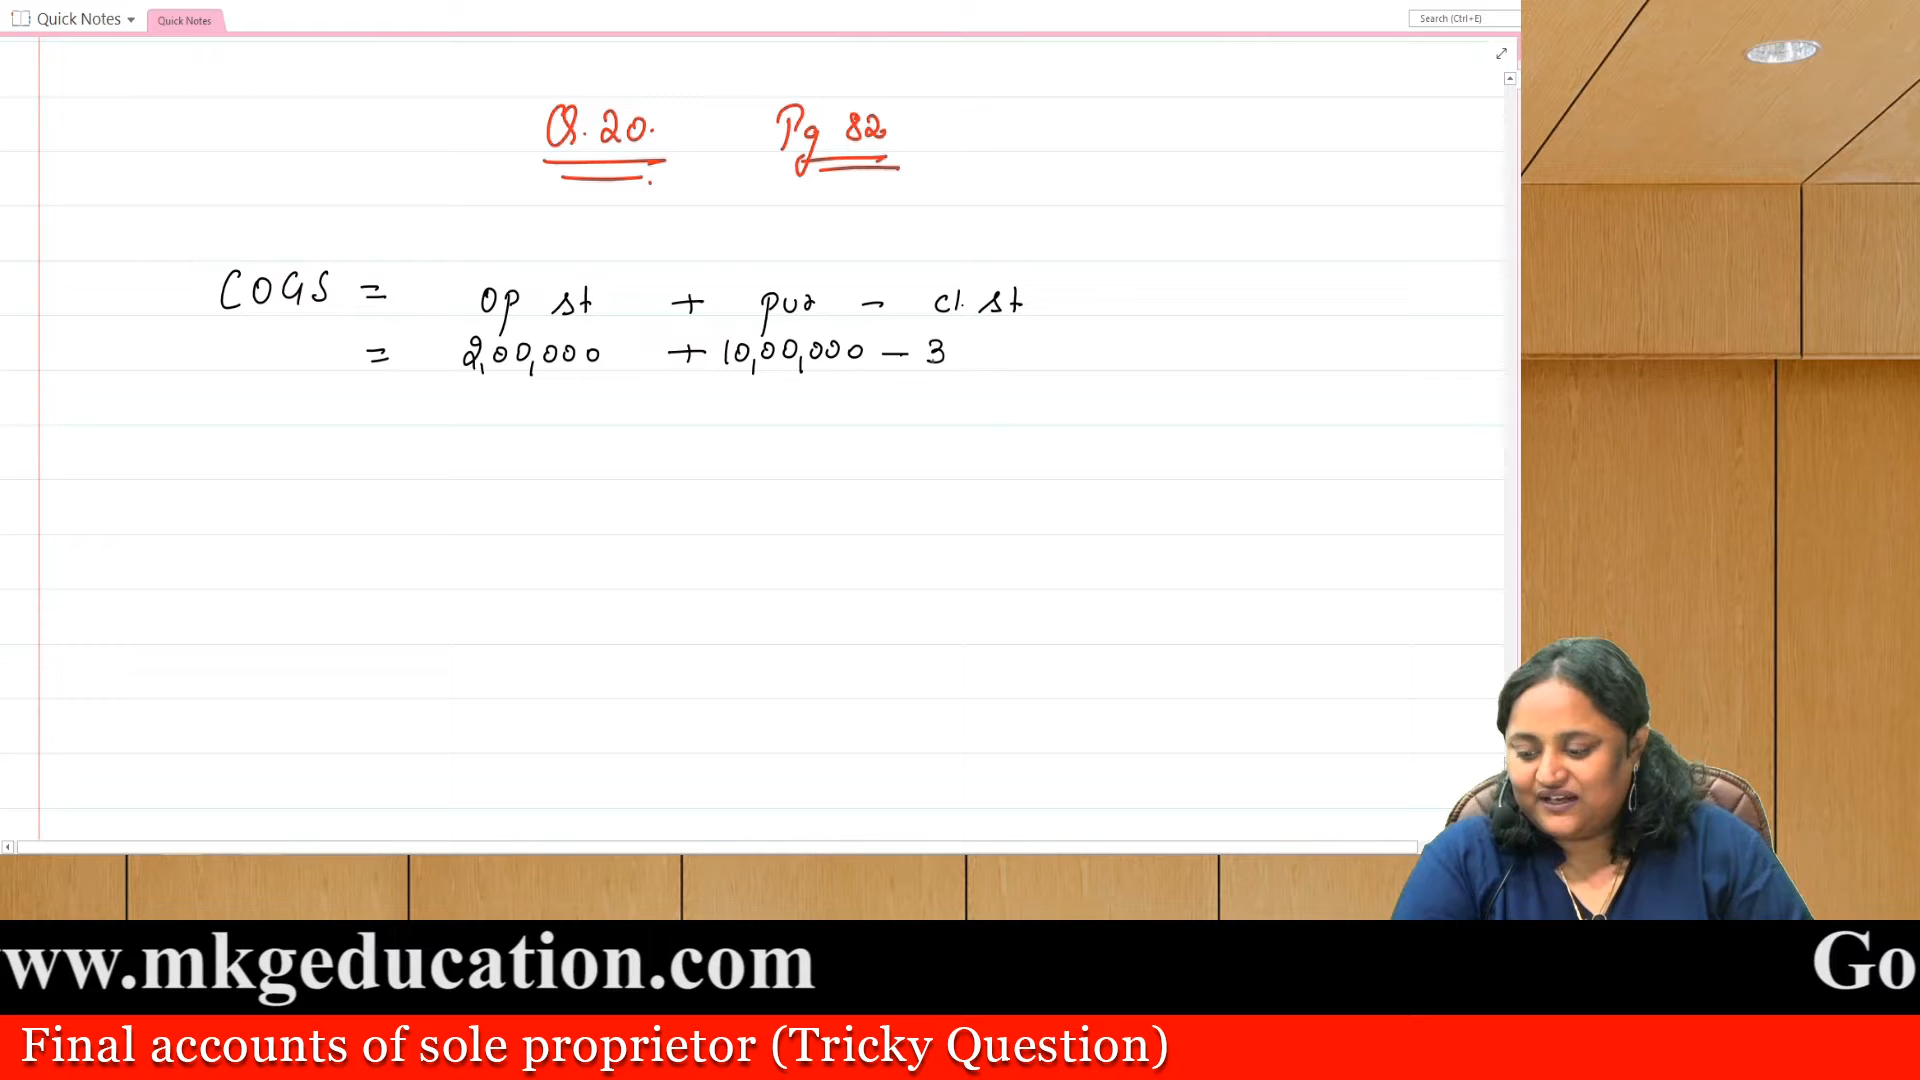 Quick Notes
Quick Notes
Search (Ctrl+E)
Q. 20. Pg 82
COGS = op st + pur - cl. st
= 2,00,000 + 10,00,000 - 3
ww.mkgeducation.com Go
Final accounts of sole proprietor (Tricky Question)